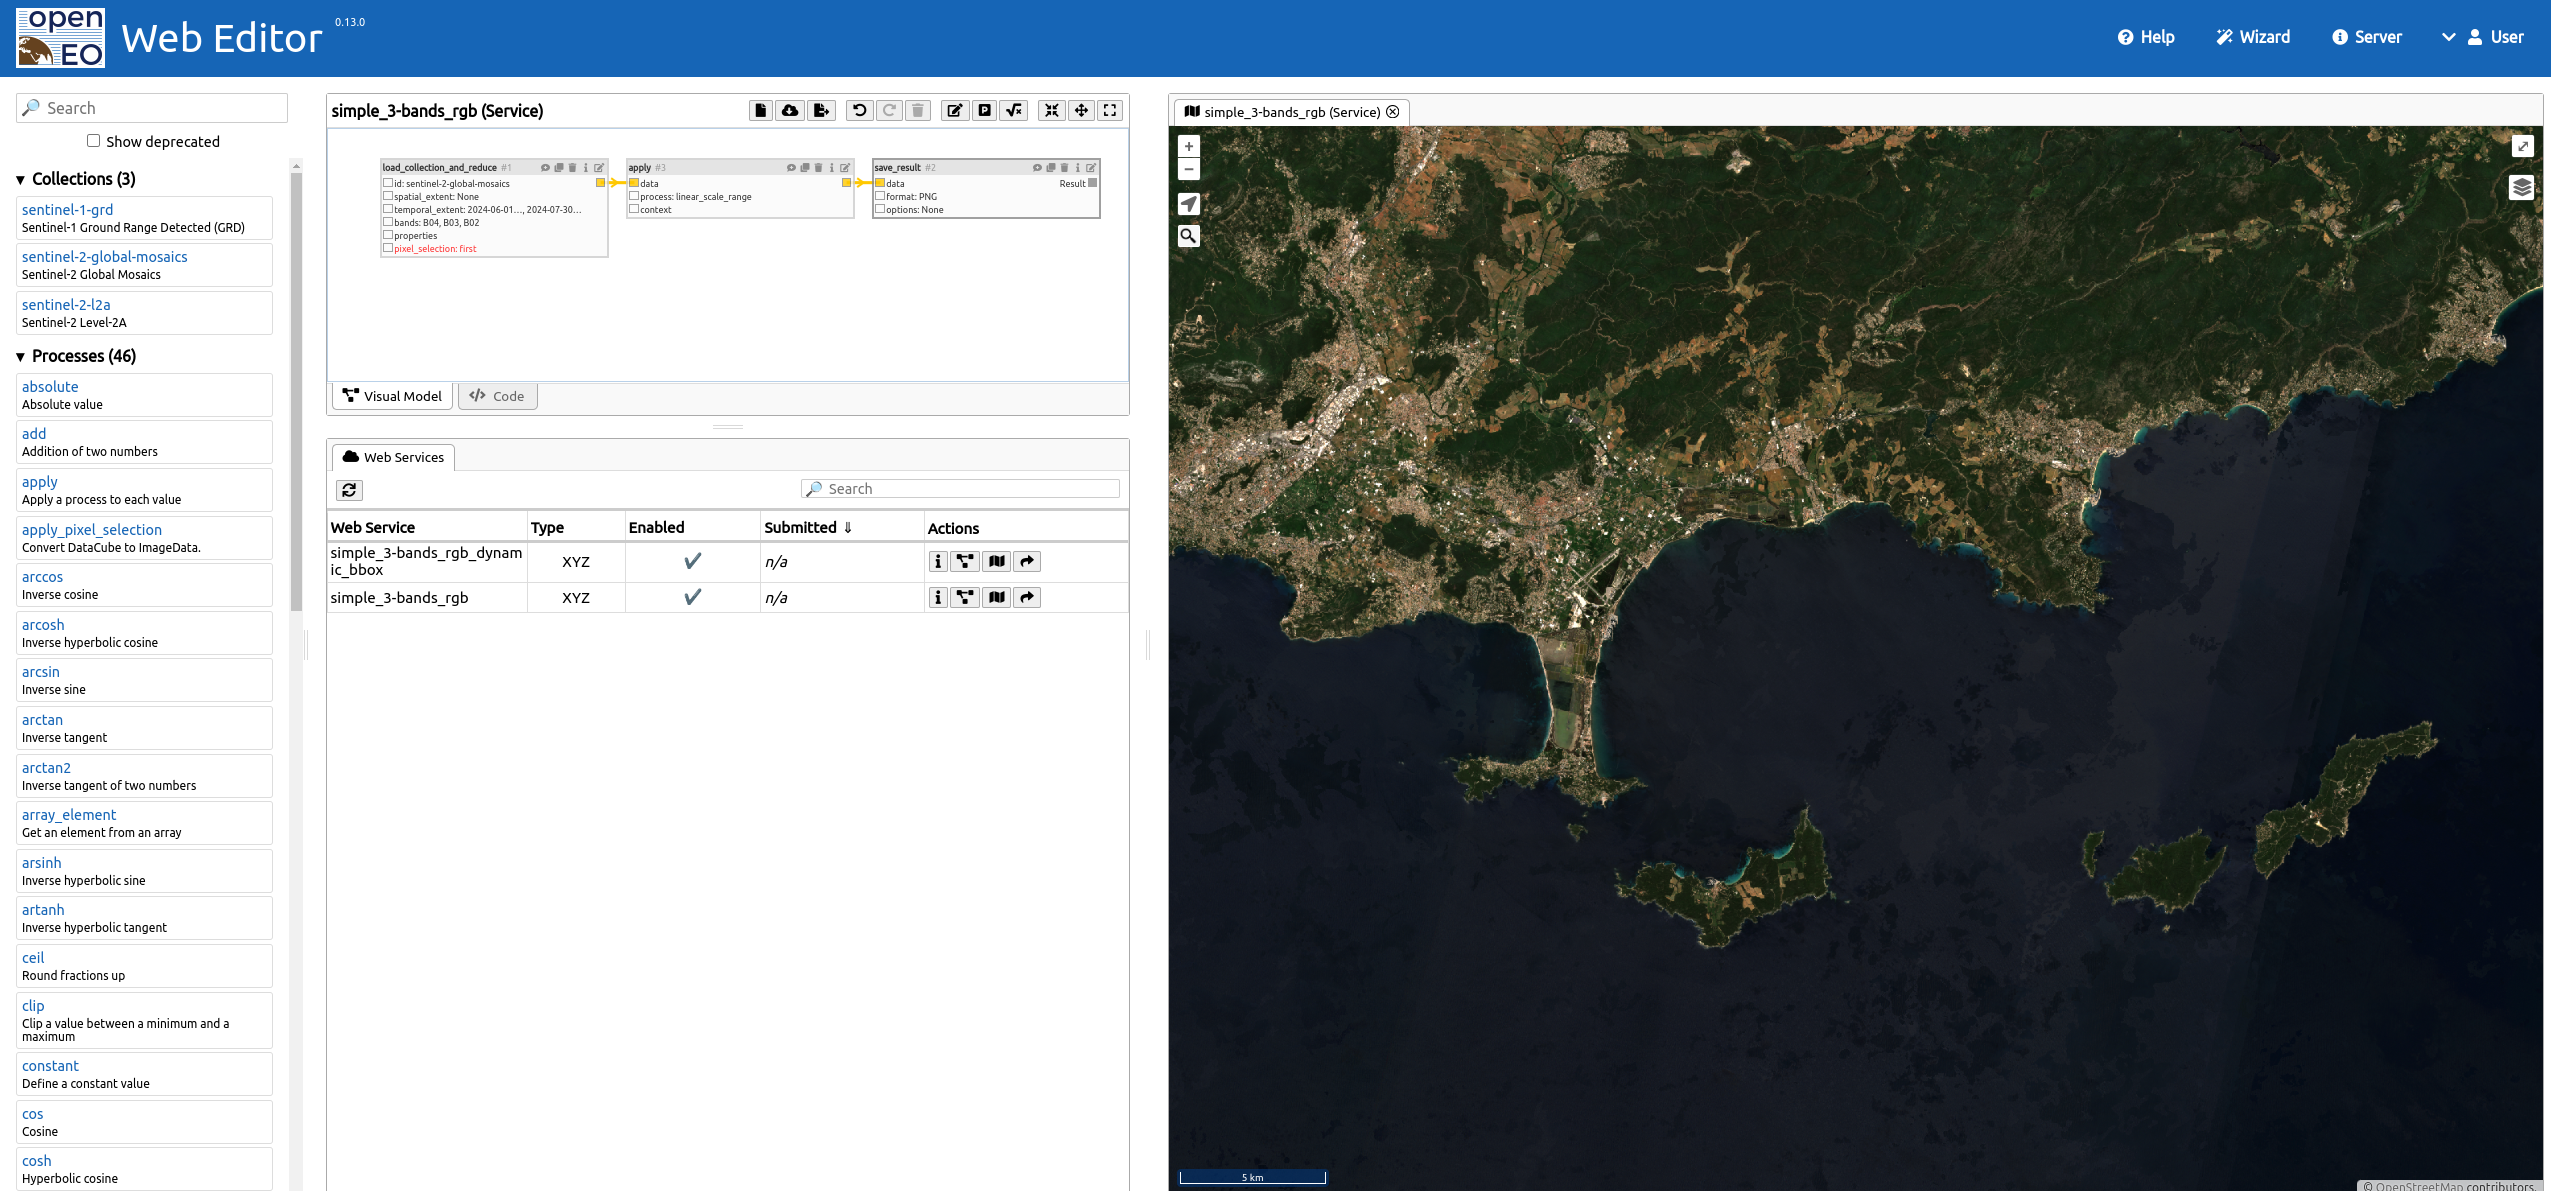 open
EO
Web Editor
0.13.0
Help
Wizard
Server
User
Search
Show deprecated
Collections (3)
sentinel-1-grd
Sentinel-1 Ground Range Detected (GRD)
sentinel-2-global-mosaics
Sentinel-2 Global Mosaics
sentinel-2-l2a
Sentinel-2 Level-2A
Processes (46)
absolute
Absolute value
add
Addition of two numbers
apply
Apply a process to each value
apply_pixel_selection
Convert DataCube to ImageData.
arccos
Inverse cosine
arcosh
Inverse hyperbolic cosine
arcsin
Inverse sine
arctan
Inverse tangent
arctan2
Inverse tangent of two numbers
array_element
Get an element from an array
arsinh
Inverse hyperbolic sine
artanh
Inverse hyperbolic tangent
ceil
Round fractions up
clip
Clip a value between a minimum and a
maximum
constant
Define a constant value
cos
Cosine
cosh
Hyperbolic cosine
simple_3-bands_rgb (Service)
load_collection_and_reduce #1
id: sentinel-2-global-mosaics
spatial_extent: None
temporal_extent: 2024-06-01..., 2024-07-30...
bands: B04, B03, B02
properties
pixel_selection: first
apply #3
data
process: linear_scale_range
context
save_result #2
data Result
format: PNG
options: None
Visual Model
Code
Web Services
Search
Web Service Type Enabled Submitted ⇓ Actions
simple_3-bands_rgb_dynam
ic_bbox XYZ ✔ n/a
simple_3-bands_rgb XYZ ✔ n/a
simple_3-bands_rgb (Service)
+
−
5 km
© OpenStreetMap contributors.